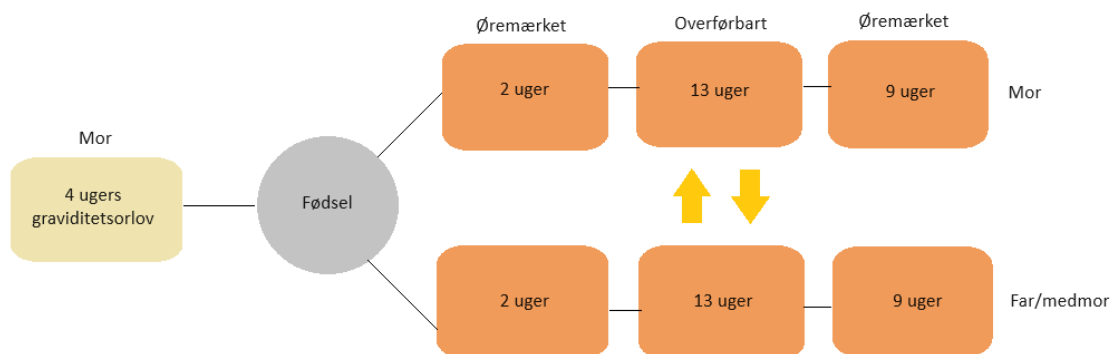 Øremærket
Overførbart
Øremærket
2 uger
13 uger
9 uger
Mor
Mor
4 ugers
graviditetsorlov
Fødsel
2 uger
13 uger
9 uger
Far/medmor